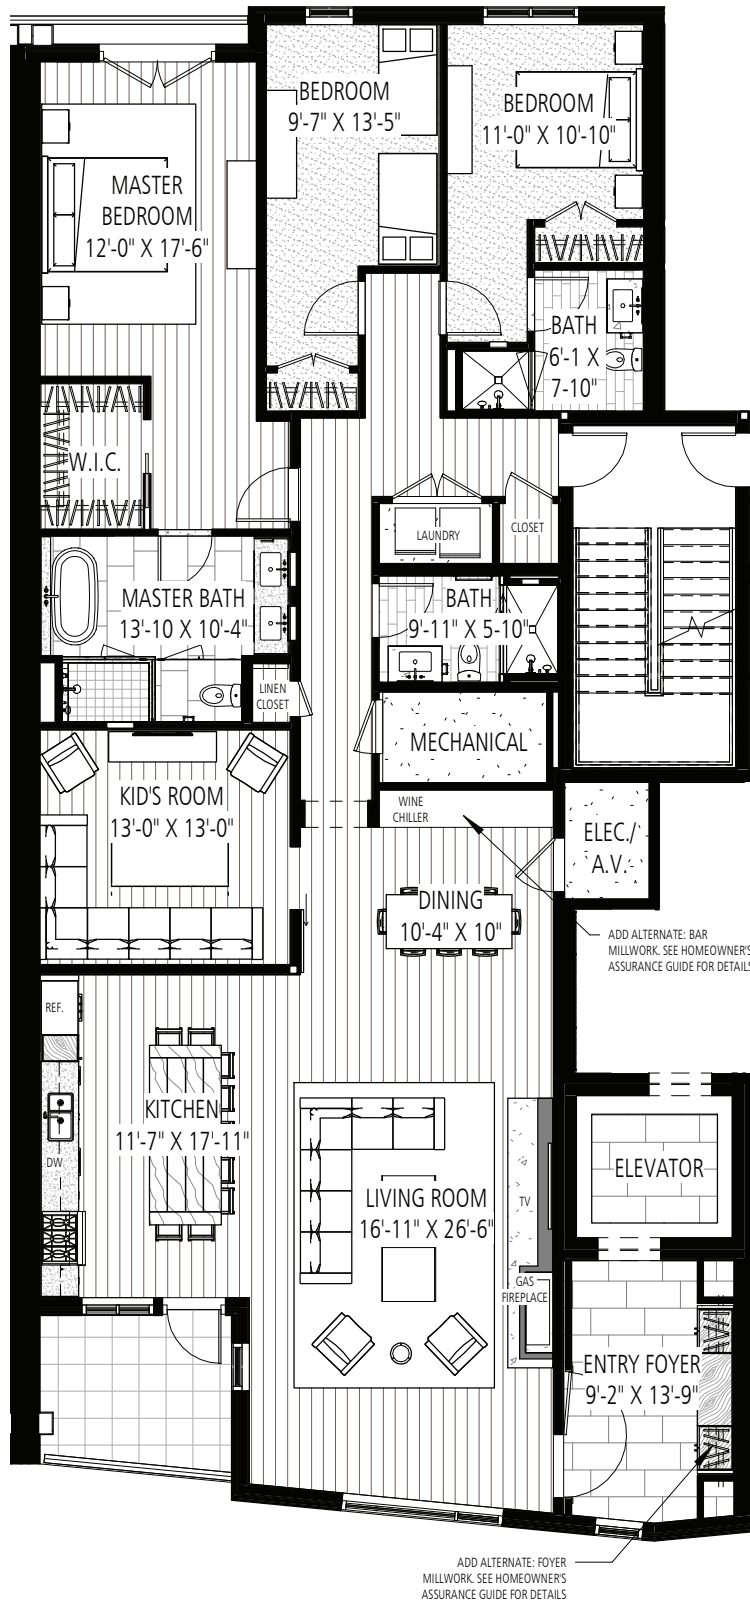 BEDROOM
9'-7" X 13'-5"
BEDROOM
11'-0" X 10'-10"
MASTER
BEDROOM
12'-0" X 17'-6"
BATH
6'-1 X
7-10"
W.I.C.
LAUNDRY
CLOSET
MASTER BATH
13'-10 X 10'-4"
BATH
9'-11" X 5-10"
LINEN
CLOSET
MECHANICAL
KID'S ROOM
13'-0" X 13'-0"
WINE
CHILLER
ELEC./
A.V.
DINING
10'-4" X 10"
ADD ALTERNATE: BAR
MILLWORK. SEE HOMEOWNER'S
ASSURANCE GUIDE FOR DETAILS
REF.
KITCHEN
11'-7" X 17'-11"
DW
ELEVATOR
LIVING ROOM
16'-11" X 26'-6"
TV
GAS
FIREPLACE
ENTRY FOYER
9'-2" X 13'-9"
ADD ALTERNATE: FOYER
MILLWORK. SEE HOMEOWNER'S
ASSURANCE GUIDE FOR DETAILS